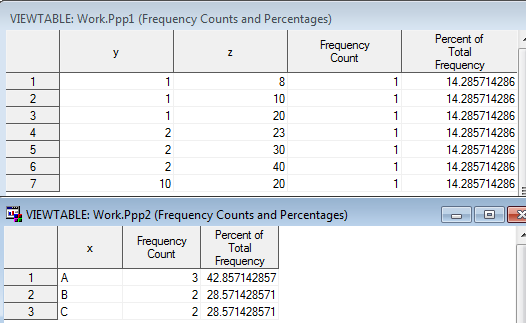 VIEWTABLE: Work.Ppp1 (Frequency Counts and Percentages)
y z Frequency Count Percent of Total Frequency
1 1 8 1 14.285714286
2 1 10 1 14.285714286
3 1 20 1 14.285714286
4 2 23 1 14.285714286
5 2 30 1 14.285714286
6 2 40 1 14.285714286
7 10 20 1 14.285714286
VIEWTABLE: Work.Ppp2 (Frequency Counts and Percentages)
x Frequency Count Percent of Total Frequency
1 A 3 42.857142857
2 B 2 28.571428571
3 C 2 28.571428571